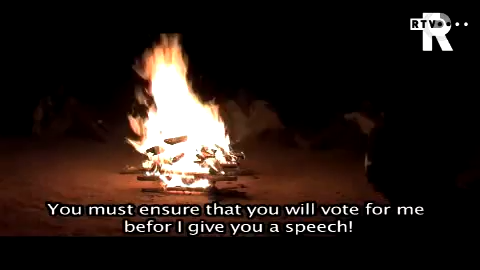 RTV
R
You must ensure that you will vote for me
befor I give you a speech!